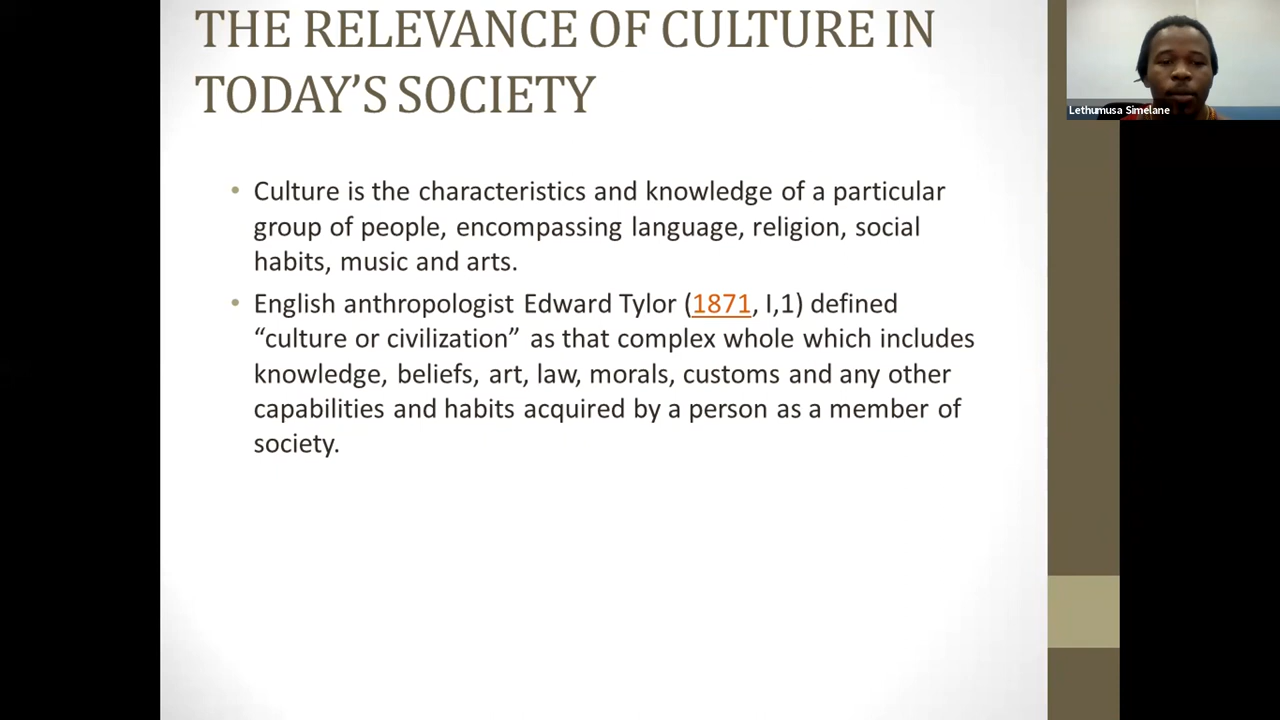 THE RELEVANCE OF CULTURE IN
TODAY’S SOCIETY
• Culture is the characteristics and knowledge of a particular
group of people, encompassing language, religion, social
habits, music and arts.
• English anthropologist Edward Tylor (1871, I,1) defined
“culture or civilization” as that complex whole which includes
knowledge, beliefs, art, law, morals, customs and any other
capabilities and habits acquired by a person as a member of
society.
Lethumusa Simelane